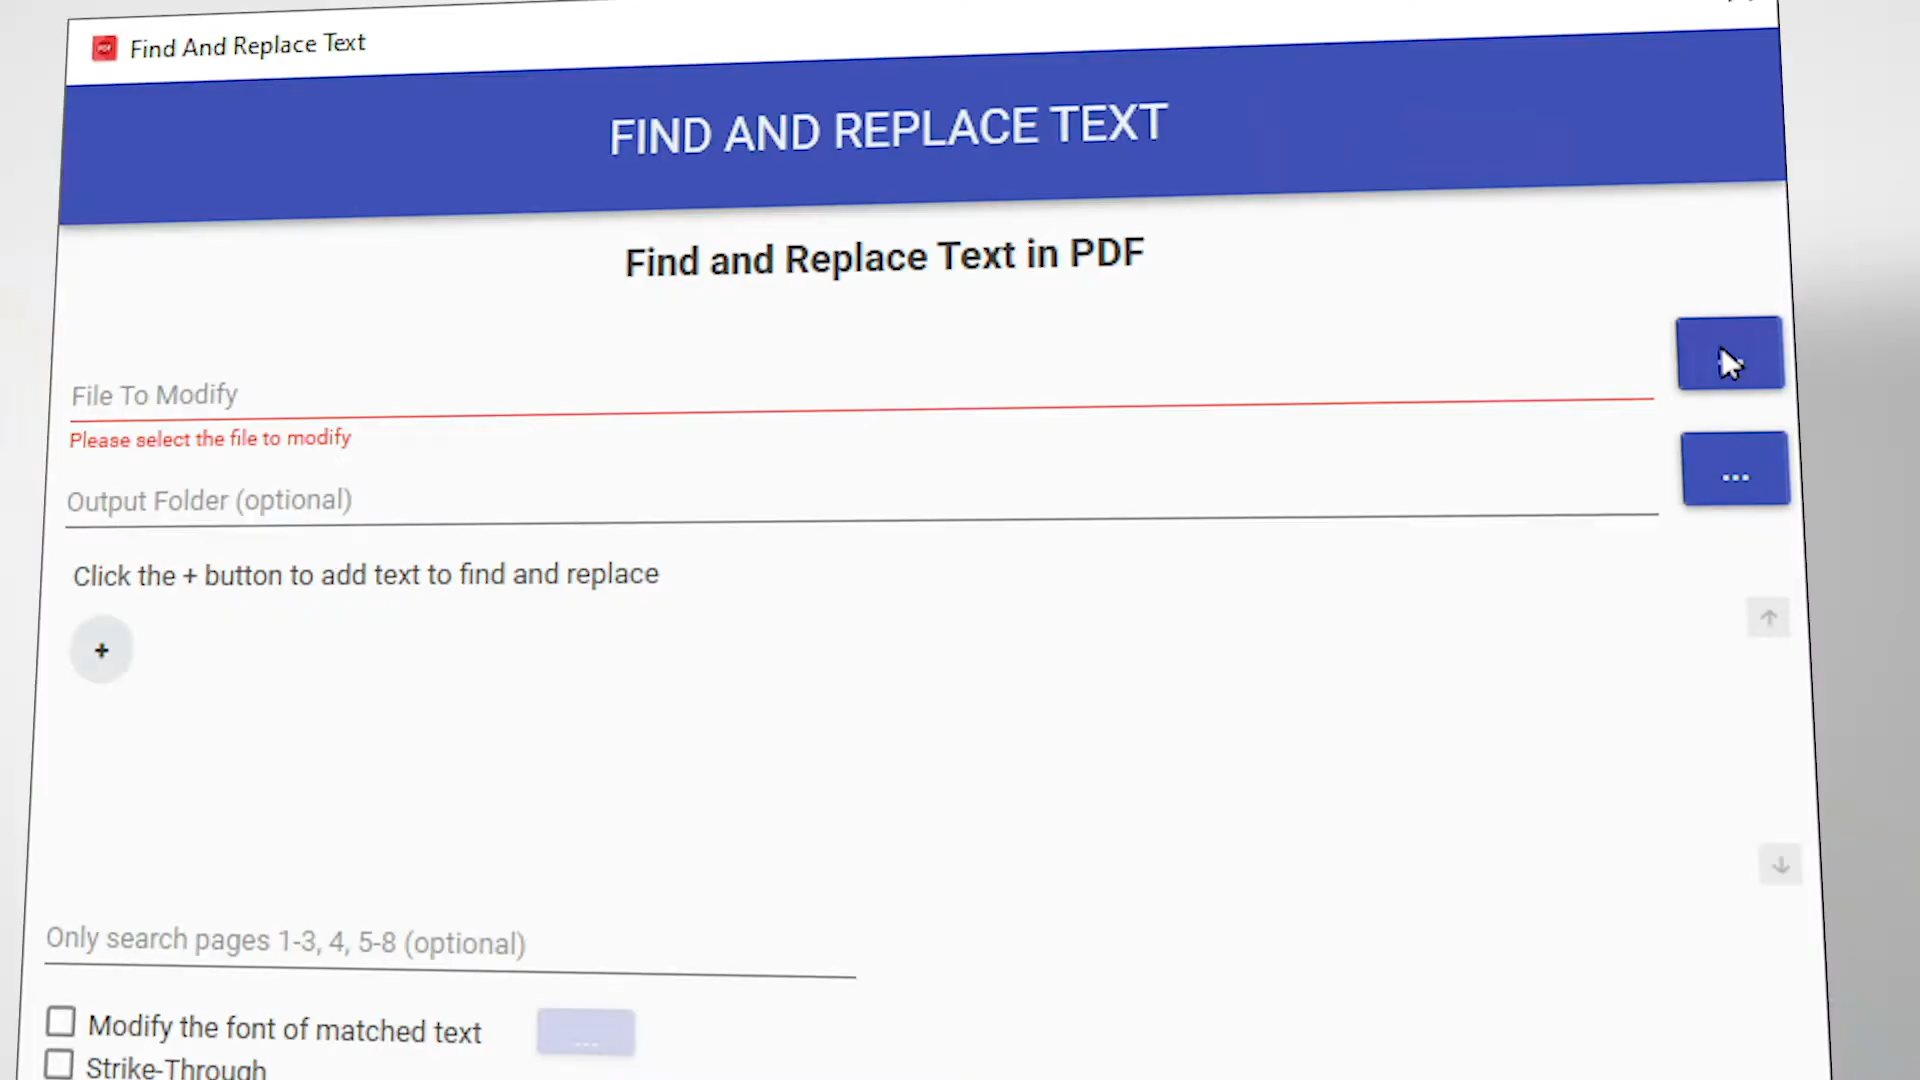 Find And Replace Text
FIND AND REPLACE TEXT
Find and Replace Text in PDF
File To Modify
Please select the file to modify
...
Output Folder (optional)
Click the + button to add text to find and replace
+
Only search pages 1-3, 4, 5-8 (optional)
Modify the font of matched text
...
Strike-Through